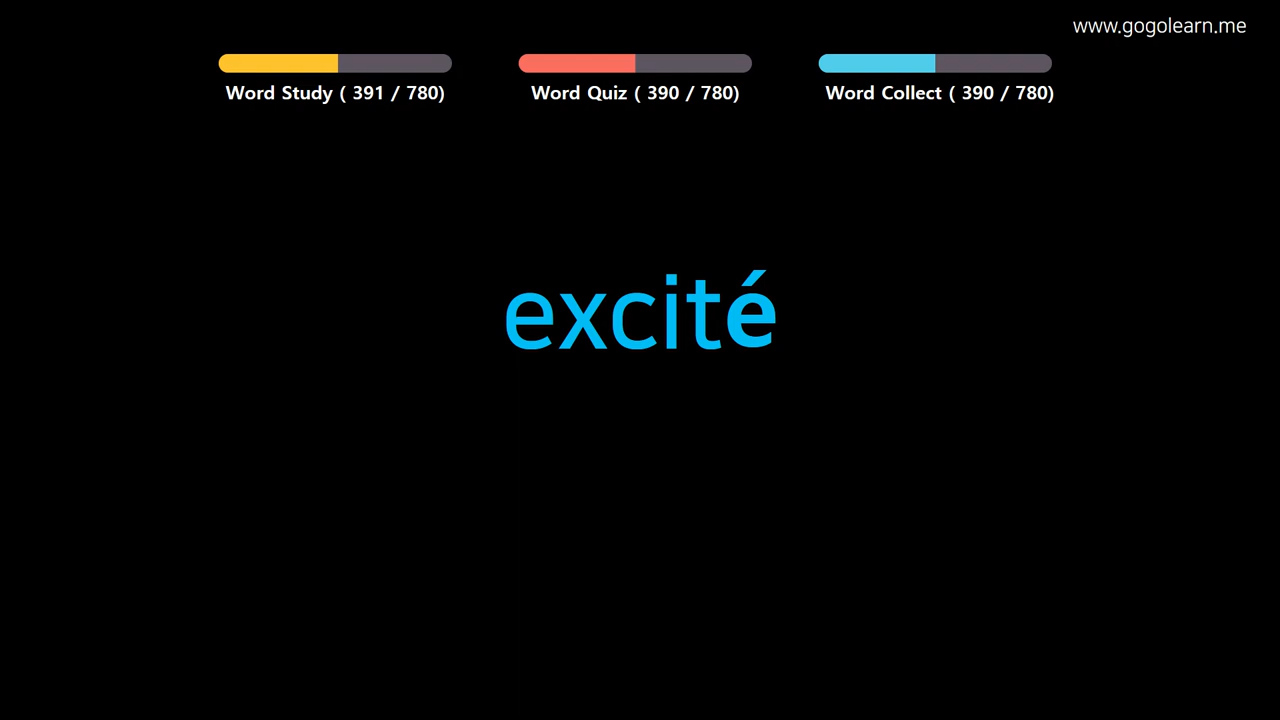 www.gogolearn.me
Word Study ( 391 / 780)
Word Quiz ( 390 / 780)
Word Collect ( 390 / 780)
excité